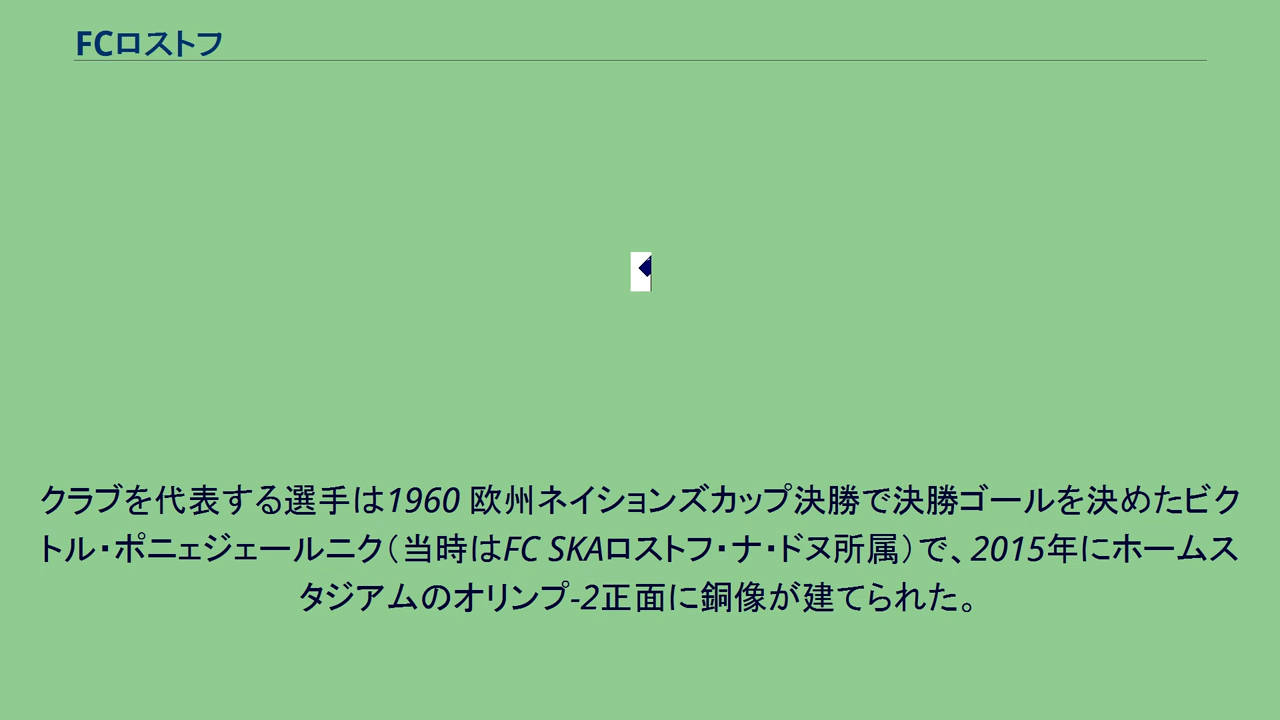 FCロストフ
クラブを代表する選手は1960 欧州ネイションズカップ決勝で決勝ゴールを決めたビク
トル・ポニェジェールニク（当時はFC SKAロストフ・ナ・ドヌ所属）で、2015年にホームス
タジアムのオリンプ-2正面に銅像が建てられた。